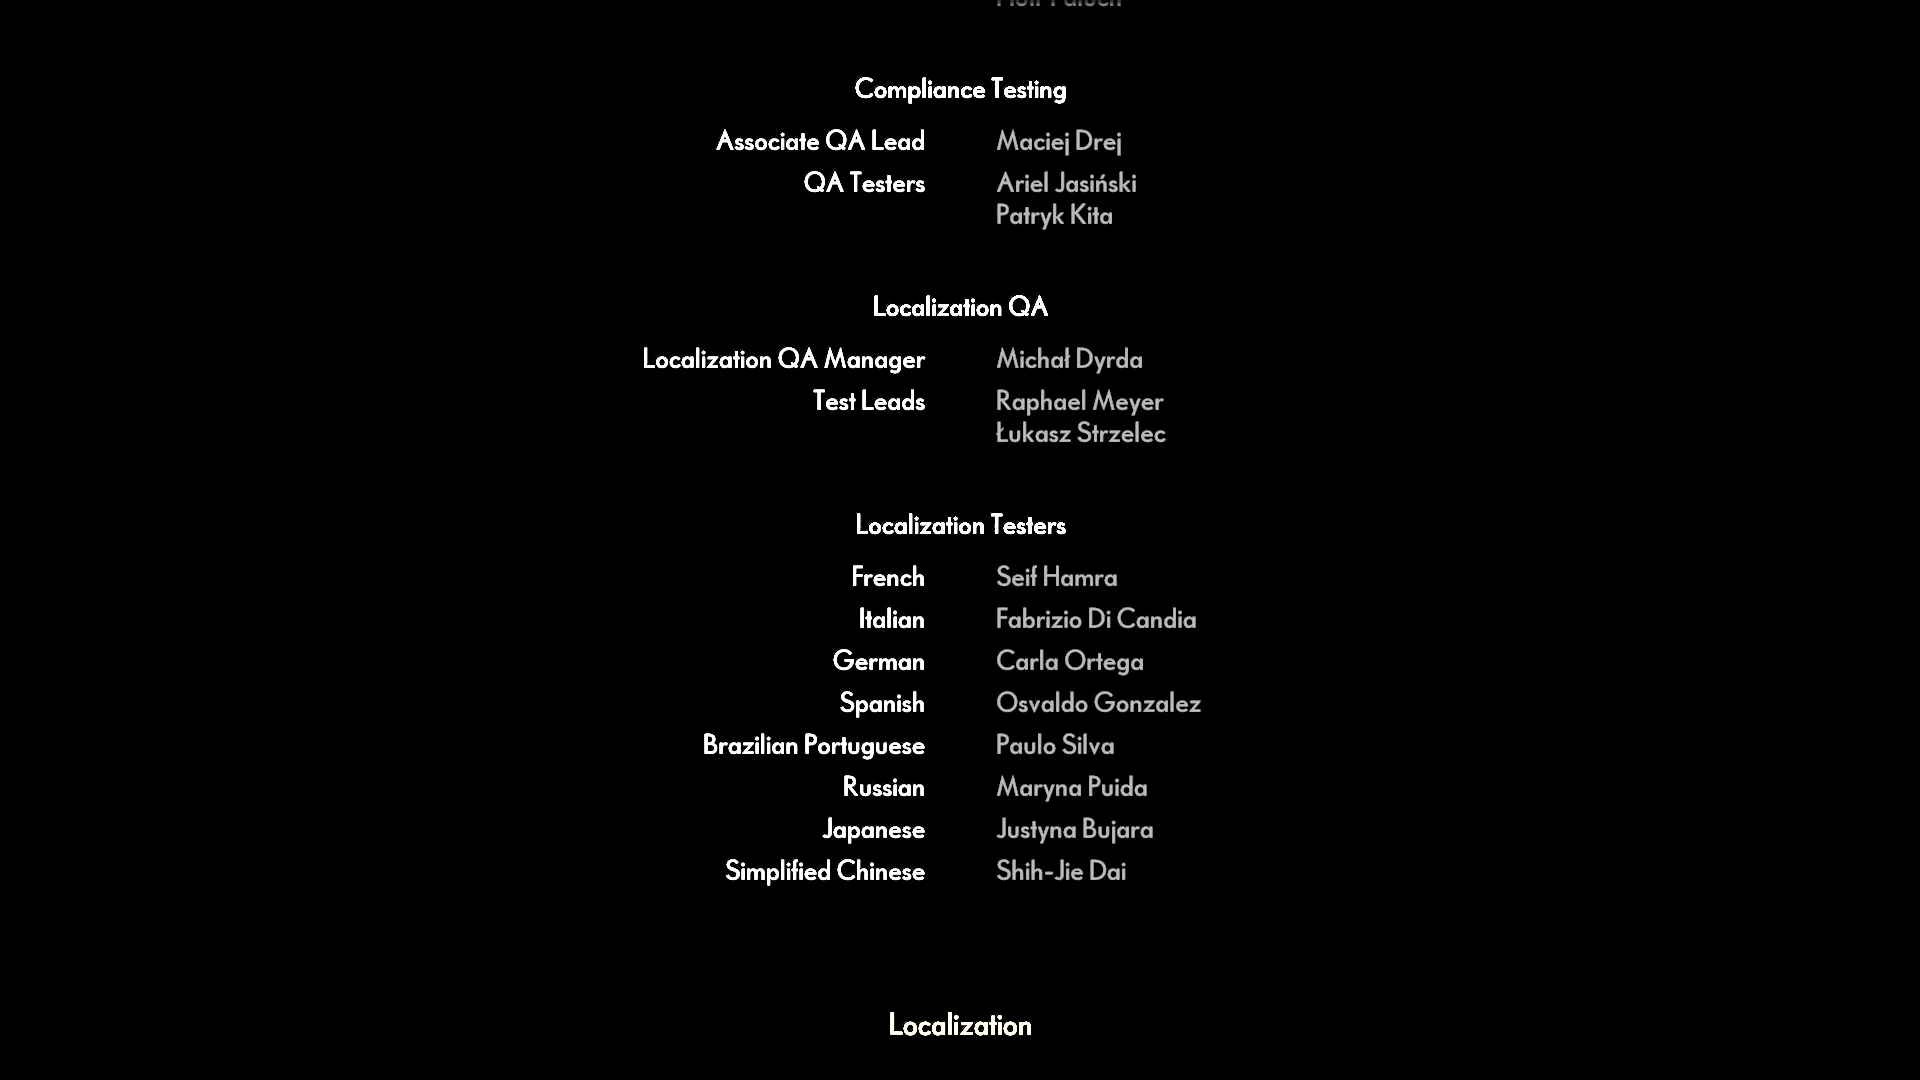 Compliance Testing
Associate QA Lead Maciej Drej
QA Testers Ariel Jasiński
Patryk Kita
Localization QA
Localization QA Manager Michał Dyrda
Test Leads Raphael Meyer
Łukasz Strzelec
Localization Testers
French Seif Hamra
Italian Fabrizio Di Candia
German Carla Ortega
Spanish Osvaldo Gonzalez
Brazilian Portuguese Paulo Silva
Russian Maryna Puida
Japanese Justyna Bujara
Simplified Chinese Shih-Jie Dai
Localization